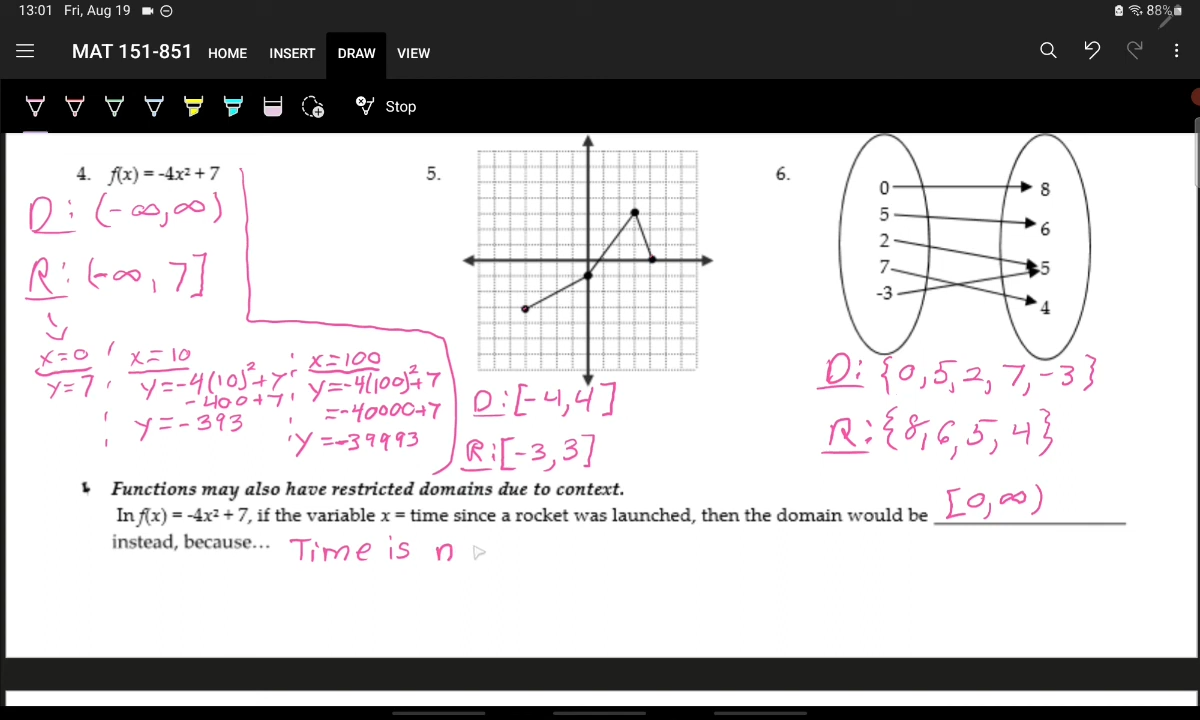 13:01 Fri, Aug 19 88%
MAT 151-851 HOME INSERT DRAW VIEW
Stop
4. f(x) = -4x² + 7
D: (-∞,∞)
R: (-∞, 7]
x=0
y=7
x=10
y=-4(10)²+7
-400+7
y=-393
x=100
y=-4(100)²+7
=-40000+7
y=-39993
5.
D:[-4,4]
R:[-3,3]
6.
0 8
5 6
2 5
7 4
-3
D: {0,5,2,7,-3}
R: {8,6,5,4}
Functions may also have restricted domains due to context.
In f(x) = -4x² + 7, if the variable x = time since a rocket was launched, then the domain would be [0,∞)
instead, because... Time is n